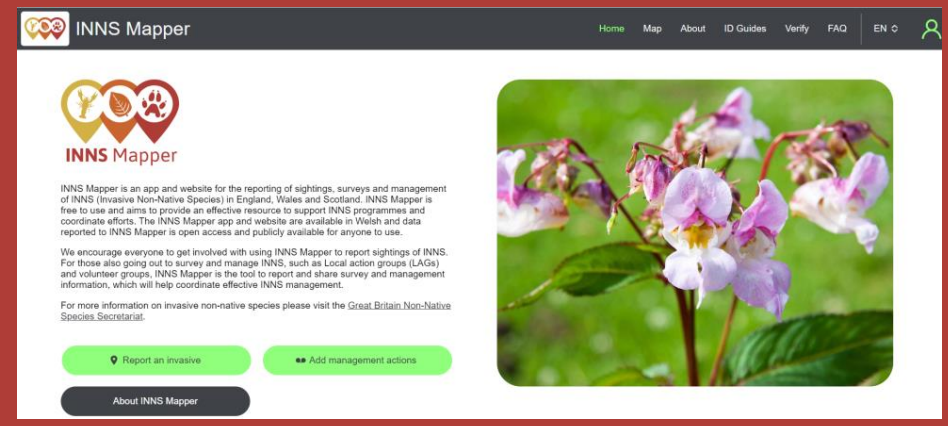 INNS Mapper
Home Map About ID Guides Verify FAQ EN
INNS Mapper
INNS Mapper is an app and website for the reporting of sightings, surveys and management
of INNS (Invasive Non-Native Species) in England, Wales and Scotland. INNS Mapper is
free to use and aims to provide an effective resource to support INNS programmes and
coordinate efforts. The INNS Mapper app and website are available in Welsh and data
reported to INNS Mapper is open access and publicly available for anyone to use.
We encourage everyone to get involved with using INNS Mapper to report sightings of INNS.
For those also going out to survey and manage INNS, such as Local action groups (LAGs)
and volunteer groups, INNS Mapper is the tool to report and share survey and management
information, which will help coordinate effective INNS management.
For more information on invasive non-native species please visit the Great Britain Non-Native
Species Secretariat.
Report an invasive
Add management actions
About INNS Mapper